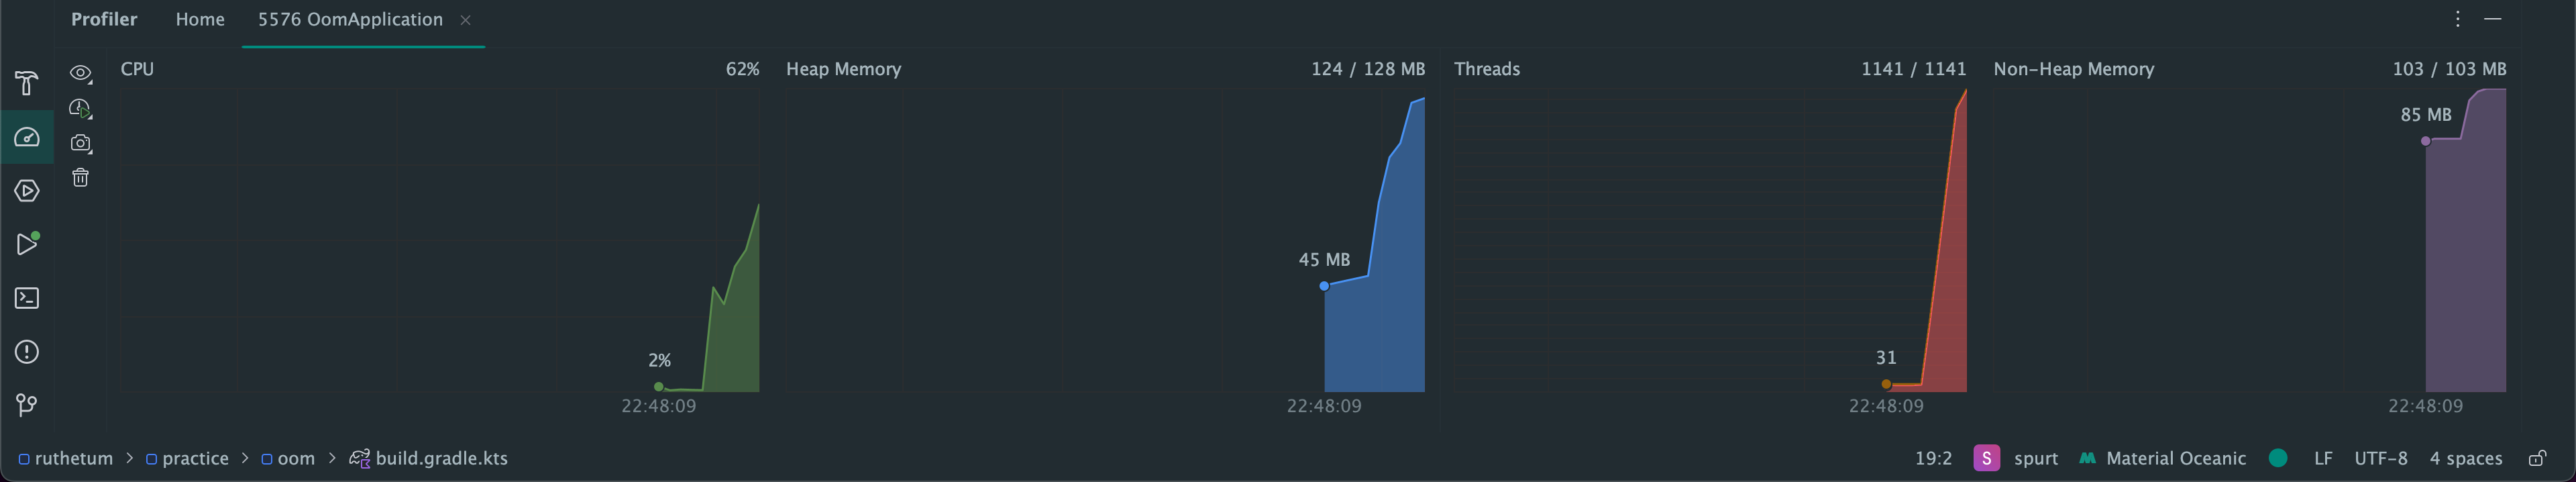 Profiler Home 5576 OomApplication
CPU 62% Heap Memory 124 / 128 MB Threads 1141 / 1141 Non-Heap Memory 103 / 103 MB
85 MB
45 MB
2%
31
22:48:09 22:48:09 22:48:09 22:48:09
ruthetum > practice > oom > build.gradle.kts 19:2 S spurt Material Oceanic LF UTF-8 4 spaces